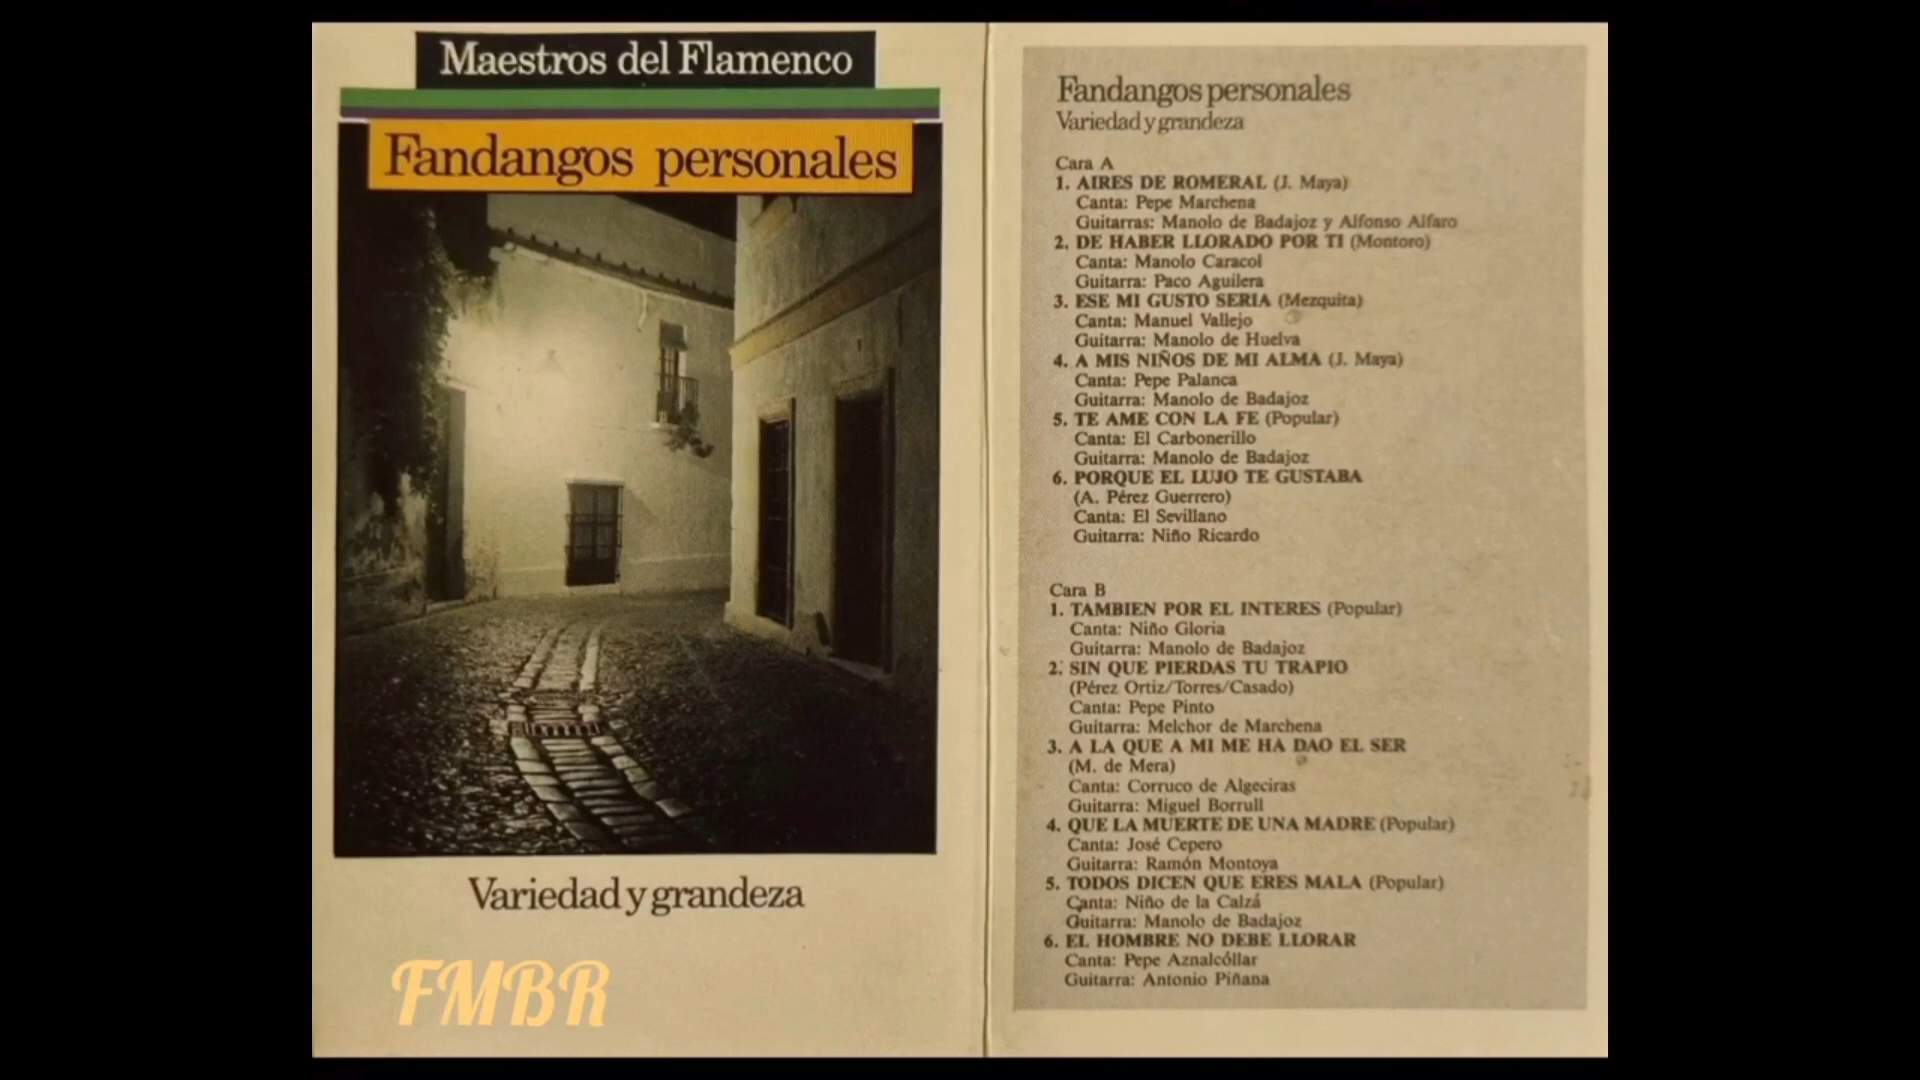 Maestros del Flamenco
Fandangos personales
Variedad y grandeza
FMBR
Fandangos personales
Variedad y grandeza
Cara A
1. AIRES DE ROMERAL (J. Maya)
Canta: Pepe Marchena
Guitarras: Manolo de Badajoz y Alfonso Alfaro
2. DE HABER LLORADO POR TI (Montoro)
Canta: Manolo Caracol
Guitarra: Paco Aguilera
3. ESE MI GUSTO SERIA (Mezquita)
Canta: Manuel Vallejo
Guitarra: Manolo de Huelva
4. A MIS NIÑOS DE MI ALMA (J. Maya)
Canta: Pepe Palanca
Guitarra: Manolo de Badajoz
5. TE AME CON LA FE (Popular)
Canta: El Carbonerillo
Guitarra: Manolo de Badajoz
6. PORQUE EL LUJO TE GUSTABA
(A. Pérez Guerrero)
Canta: El Sevillano
Guitarra: Niño Ricardo
Cara B
1. TAMBIEN POR EL INTERES (Popular)
Canta: Niño Gloria
Guitarra: Manolo de Badajoz
2. SIN QUE PIERDAS TU TRAPIO
(Pérez Ortiz/Torres/Casado)
Canta: Pepe Pinto
Guitarra: Melchor de Marchena
3. A LA QUE A MI ME HA DAO EL SER
(M. de Mera)
Canta: Corruco de Algeciras
Guitarra: Miguel Borrull
4. QUE LA MUERTE DE UNA MADRE (Popular)
Canta: José Cepero
Guitarra: Ramón Montoya
5. TODOS DICEN QUE ERES MALA (Popular)
Canta: Niño de la Calzá
Guitarra: Manolo de Badajoz
6. EL HOMBRE NO DEBE LLORAR
Canta: Pepe Aznalcóllar
Guitarra: Antonio Piñana